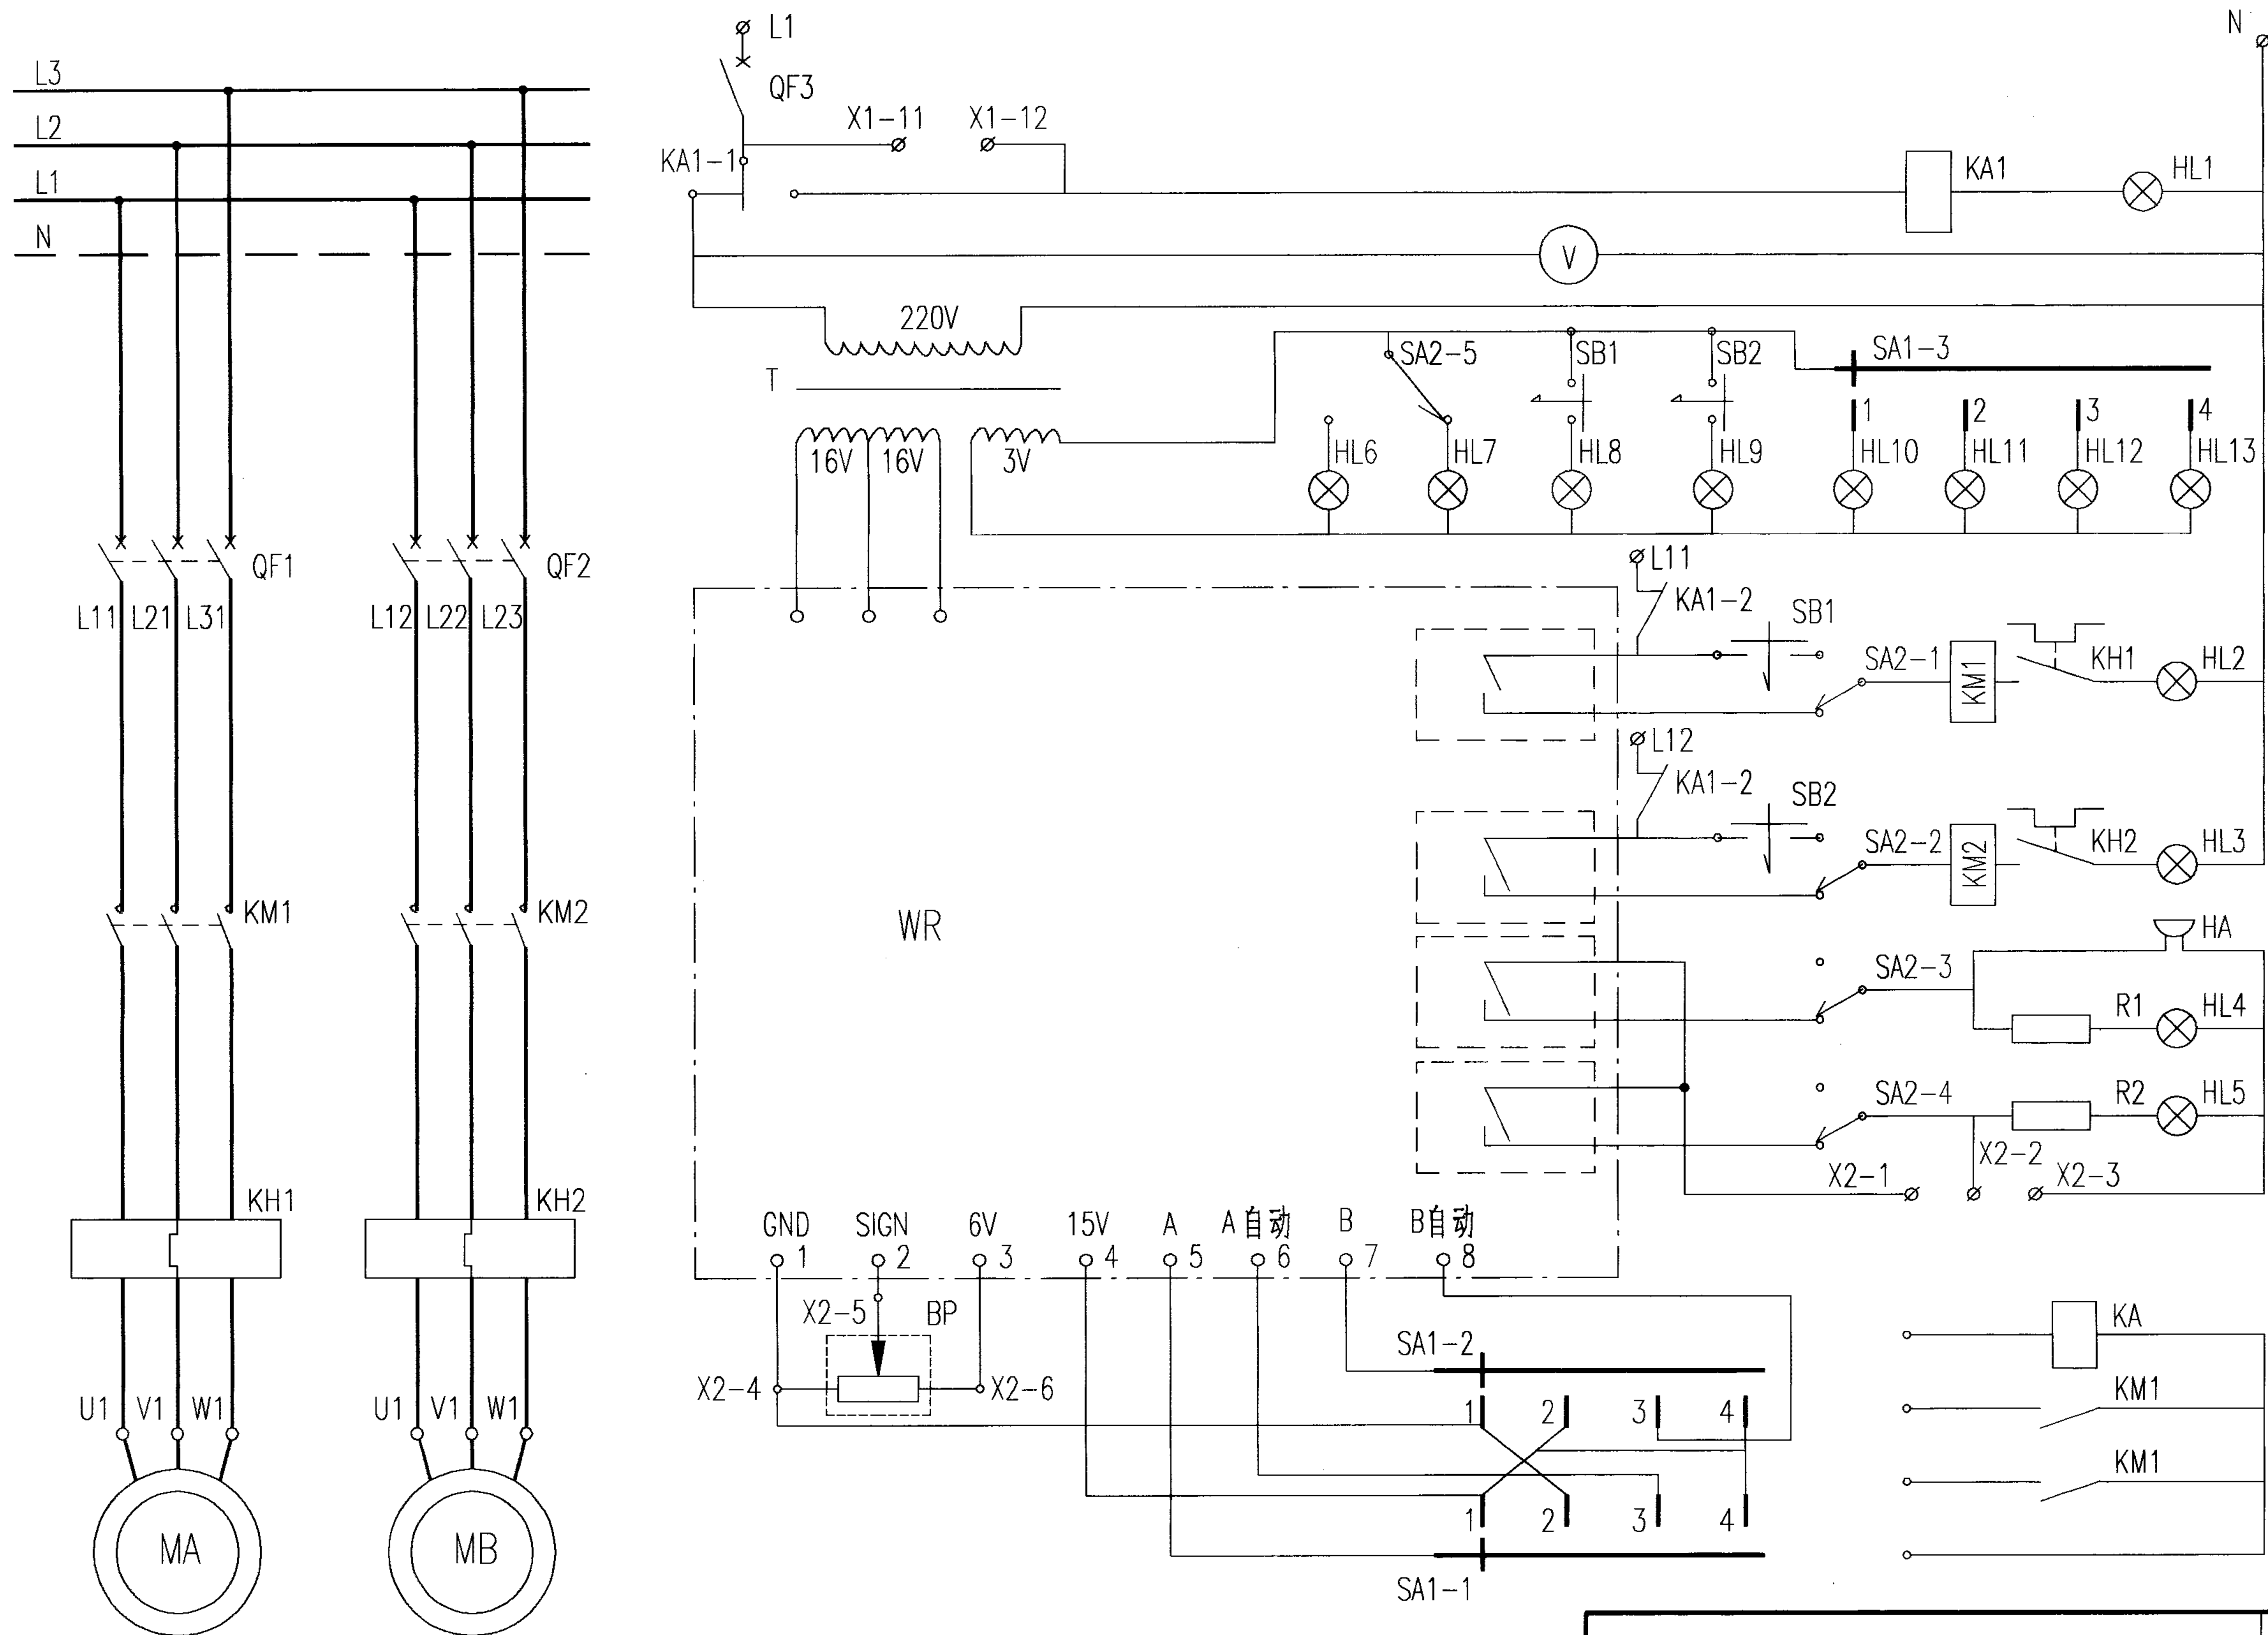 L1
N
L3
QF3
X1-11
X1-12
L2
KA1-1
KA1
HL1
L1
N
V
220V
SA2-5
SB1
SB2
SA1-3
T
1
2
3
4
16V
16V
3V
HL6
HL7
HL8
HL9
HL10
HL11
HL12
HL13
QF1
QF2
L11
KA1-2
SB1
L11
L21
L31
L12
L22
L23
SA2-1
KM1
KH1
HL2
L12
KA1-2
SB2
SA2-2
KM2
KH2
HL3
KM1
KM2
WR
HA
SA2-3
R1
HL4
SA2-4
R2
HL5
X2-2
X2-1
X2-3
KH1
KH2
GND
SIGN
6V
15V
A
A自动
B
B自动
1
2
3
4
5
6
7
8
X2-5
BP
KA
SA1-2
X2-4
X2-6
KM1
U1
V1
W1
U1
V1
W1
1
2
3
4
KM1
1
2
3
4
MA
MB
SA1-1